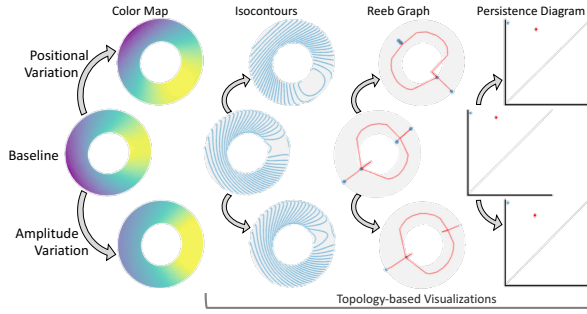 Color Map
Isocontours
Reeb Graph
Persistence Diagram
Positional
Variation
Baseline
Amplitude
Variation
Topology-based Visualizations